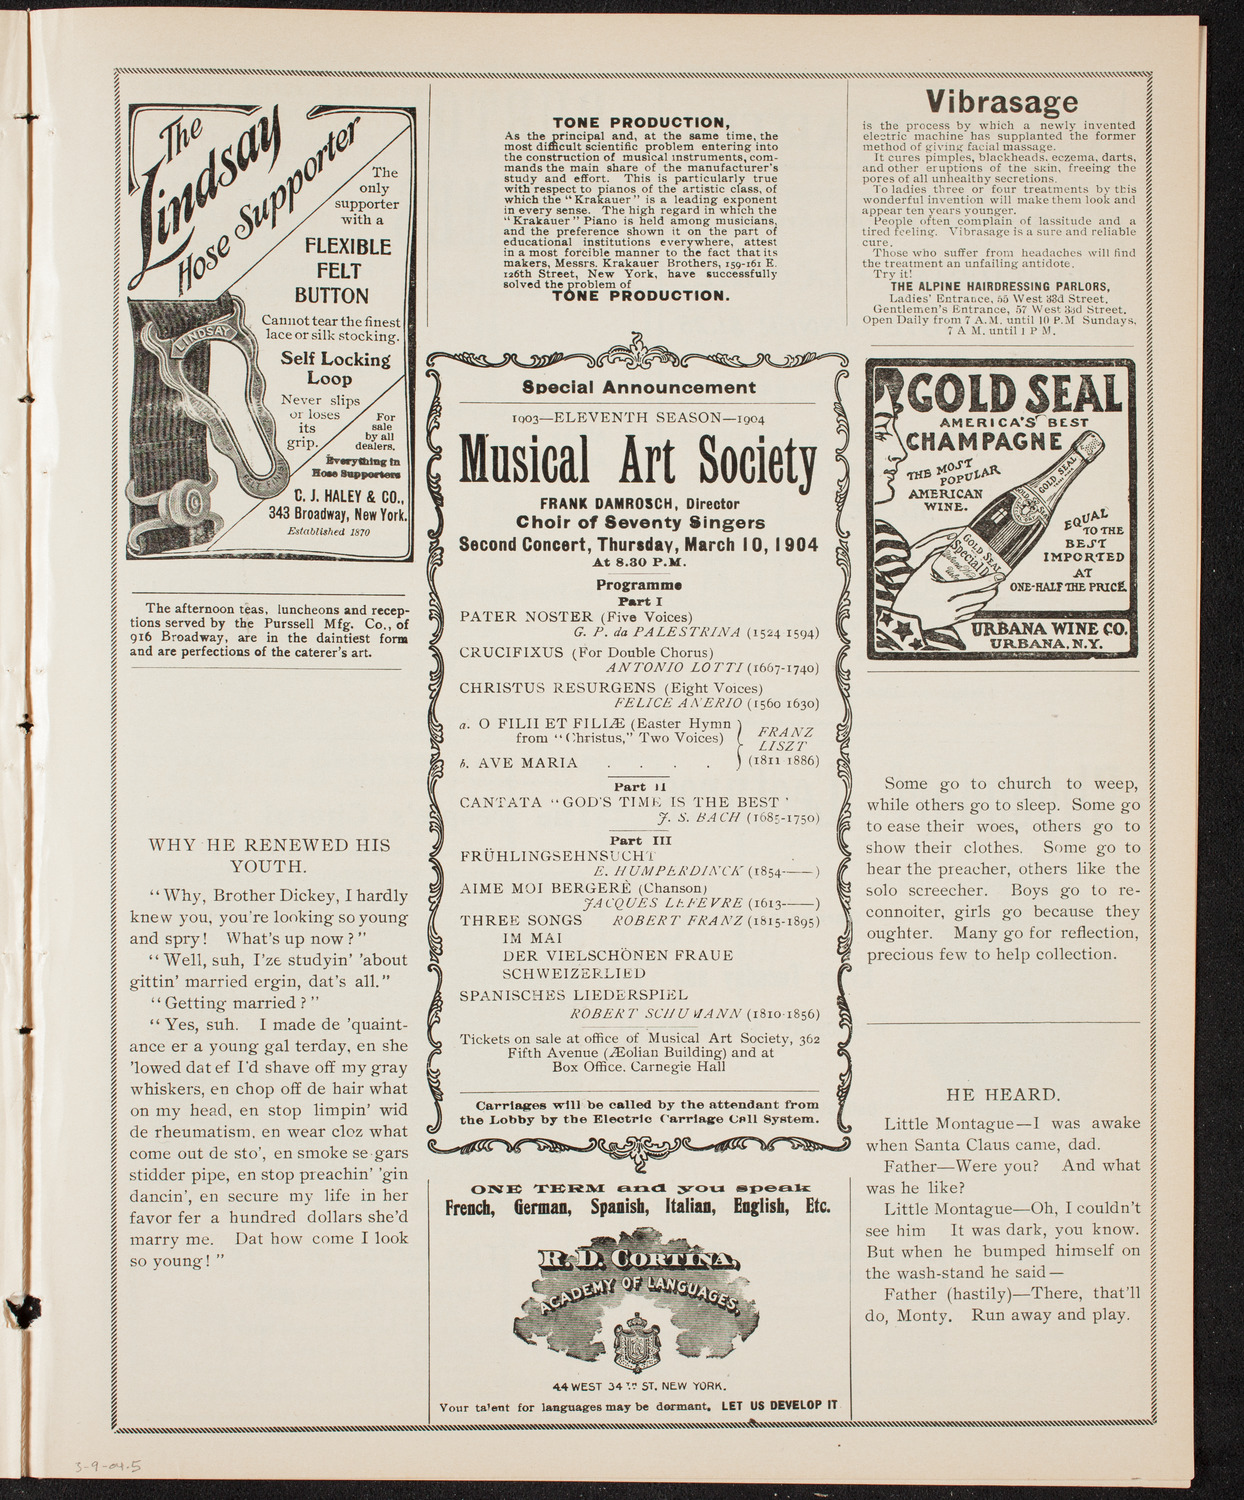 The
Lindsay
Hose Supporter
The
only
supporter
with a
FLEXIBLE
FELT
BUTTON
Cannot tear the finest
lace or silk stocking.
Self Locking
Loop
Never slips
or loses
its
grip.
For
sale
by all
dealers.
Everything in
Hose Supporters
C. J. HALEY & CO.,
343 Broadway, New York.
Established 1870
LINDSAY
The afternoon teas, luncheons and recep-
tions served by the Purssell Mfg. Co., of
916 Broadway, are in the daintiest form
and are perfections of the caterer's art.
WHY HE RENEWED HIS
YOUTH.
"Why, Brother Dickey, I hardly
knew you, you're looking so young
and spry! What's up now?"
"Well, suh, I'ze studyin' 'about
gittin' married ergin, dat's all."
"Getting married?"
"Yes, suh. I made de 'quaint-
ance er a young gal terday, en she
'lowed dat ef I'd shave off my gray
whiskers, en chop off de hair what
on my head, en stop limpin' wid
de rheumatism, en wear cloz what
come out de sto', en smoke se gars
stidder pipe, en stop preachin' 'gin
dancin', en secure my life in her
favor fer a hundred dollars she'd
marry me. Dat how come I look
so young!"
TONE PRODUCTION,
As the principal and, at the same time, the
most difficult scientific problem entering into
the construction of musical instruments, com-
mands the main share of the manufacturer's
study and effort. This is particularly true
with respect to pianos of the artistic class, of
which the "Krakauer" is a leading exponent
in every sense. The high regard in which the
"Krakauer" Piano is held among musicians,
and the preference shown it on the part of
educational institutions everywhere, attest
in a most forcible manner to the fact that its
makers, Messrs. Krakauer Brothers, 159-161 E.
126th Street, New York, have successfully
solved the problem of
TONE PRODUCTION.
Special Announcement
1903—ELEVENTH SEASON—1904
Musical Art Society
FRANK DAMROSCH, Director
Choir of Seventy Singers
Second Concert, Thursday, March 10, 1904
At 8.30 P.M.
Programme
Part I
PATER NOSTER (Five Voices)
G. P. da PALESTRINA (1524 1594)
CRUCIFIXUS (For Double Chorus)
ANTONIO LOTTI (1667-1740)
CHRISTUS RESURGENS (Eight Voices)
FELICE ANERIO (1560 1630)
a. O FILII ET FILIÆ (Easter Hymn
from "Christus," Two Voices)
b. AVE MARIA . . . .
FRANZ
LISZT
(1811 1886)
Part II
CANTATA "GOD'S TIME IS THE BEST '
J. S. BACH (1685-1750)
Part III
FRÜHLINGSEHNSUCHT
E. HUMPERDINCK (1854——)
AIME MOI BERGERE (Chanson)
JACQUES LEFEVRE (1613——)
THREE SONGS ROBERT FRANZ (1815-1895)
IM MAI
DER VIELSCHÖNEN FRAUE
SCHWEIZERLIED
SPANISCHES LIEDERSPIEL
ROBERT SCHUMANN (1810-1856)
Tickets on sale at office of Musical Art Society, 362
Fifth Avenue (Æolian Building) and at
Box Office. Carnegie Hall
Carriages will be called by the attendant from
the Lobby by the Electric Carriage Call System.
ONE TERM and you speak
French, German, Spanish, Italian, English, Etc.
R. D. CORTINA,
ACADEMY OF LANGUAGES,
44 WEST 34TH ST. NEW YORK.
Your talent for languages may be dormant. LET US DEVELOP IT
Vibrasage
is the process by which a newly invented
electric machine has supplanted the former
method of giving facial massage.
It cures pimples, blackheads, eczema, darts,
and other eruptions of the skin, freeing the
pores of all unhealthy secretions.
To ladies three or four treatments by this
wonderful invention will make them look and
appear ten years younger.
People often complain of lassitude and a
tired feeling. Vibrasage is a sure and reliable
cure.
Those who suffer from headaches will find
the treatment an unfailing antidote.
Try it!
THE ALPINE HAIRDRESSING PARLORS,
Ladies' Entrance, 55 West 33d Street,
Gentlemen's Entrance, 57 West 33d Street.
Open Daily from 7 A.M. until 10 P.M Sundays,
7 A M. until 1 P M.
GOLD SEAL
AMERICA'S BEST
CHAMPAGNE
THE MOST
POPULAR
AMERICAN
WINE.
GOLD SEAL
GOLD SEAL
Special Dry
EQUAL
TO THE
BEST
IMPORTED
AT
ONE-HALF THE PRICE.
URBANA WINE CO.
URBANA, N.Y.
Some go to church to weep,
while others go to sleep. Some go
to ease their woes, others go to
show their clothes. Some go to
hear the preacher, others like the
solo screecher. Boys go to re-
connoiter, girls go because they
oughter. Many go for reflection,
precious few to help collection.
HE HEARD.
Little Montague—I was awake
when Santa Claus came, dad.
Father—Were you? And what
was he like?
Little Montague—Oh, I couldn't
see him It was dark, you know.
But when he bumped himself on
the wash-stand he said—
Father (hastily)—There, that'll
do, Monty. Run away and play.
3-9-04.5